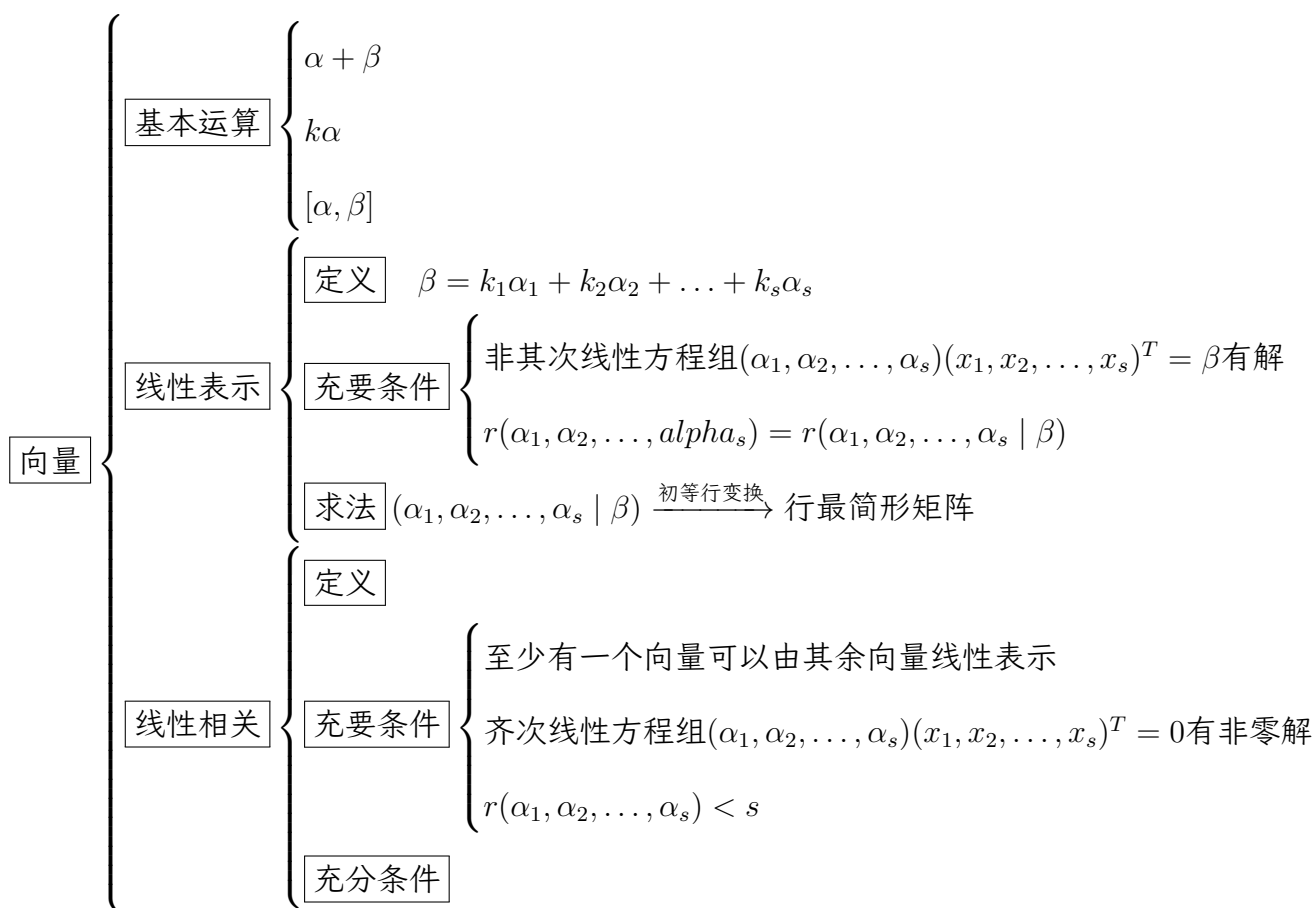 向量
基本运算
α + β
kα
[α, β]
线性表示
定义 β = k₁α₁ + k₂α₂ + . . . + kₛαₛ
充要条件
非其次线性方程组(α₁, α₂, . . . , αₛ)(x₁, x₂, . . . , xₛ)ᵀ = β有解
r(α₁, α₂, . . . , alphaₛ) = r(α₁, α₂, . . . , αₛ | β)
求法 (α₁, α₂, . . . , αₛ | β) 初等行变换→ 行最简形矩阵
线性相关
定义
充要条件
至少有一个向量可以由其余向量线性表示
齐次线性方程组(α₁, α₂, . . . , αₛ)(x₁, x₂, . . . , xₛ)ᵀ = 0有非零解
r(α₁, α₂, . . . , αₛ) < s
充分条件